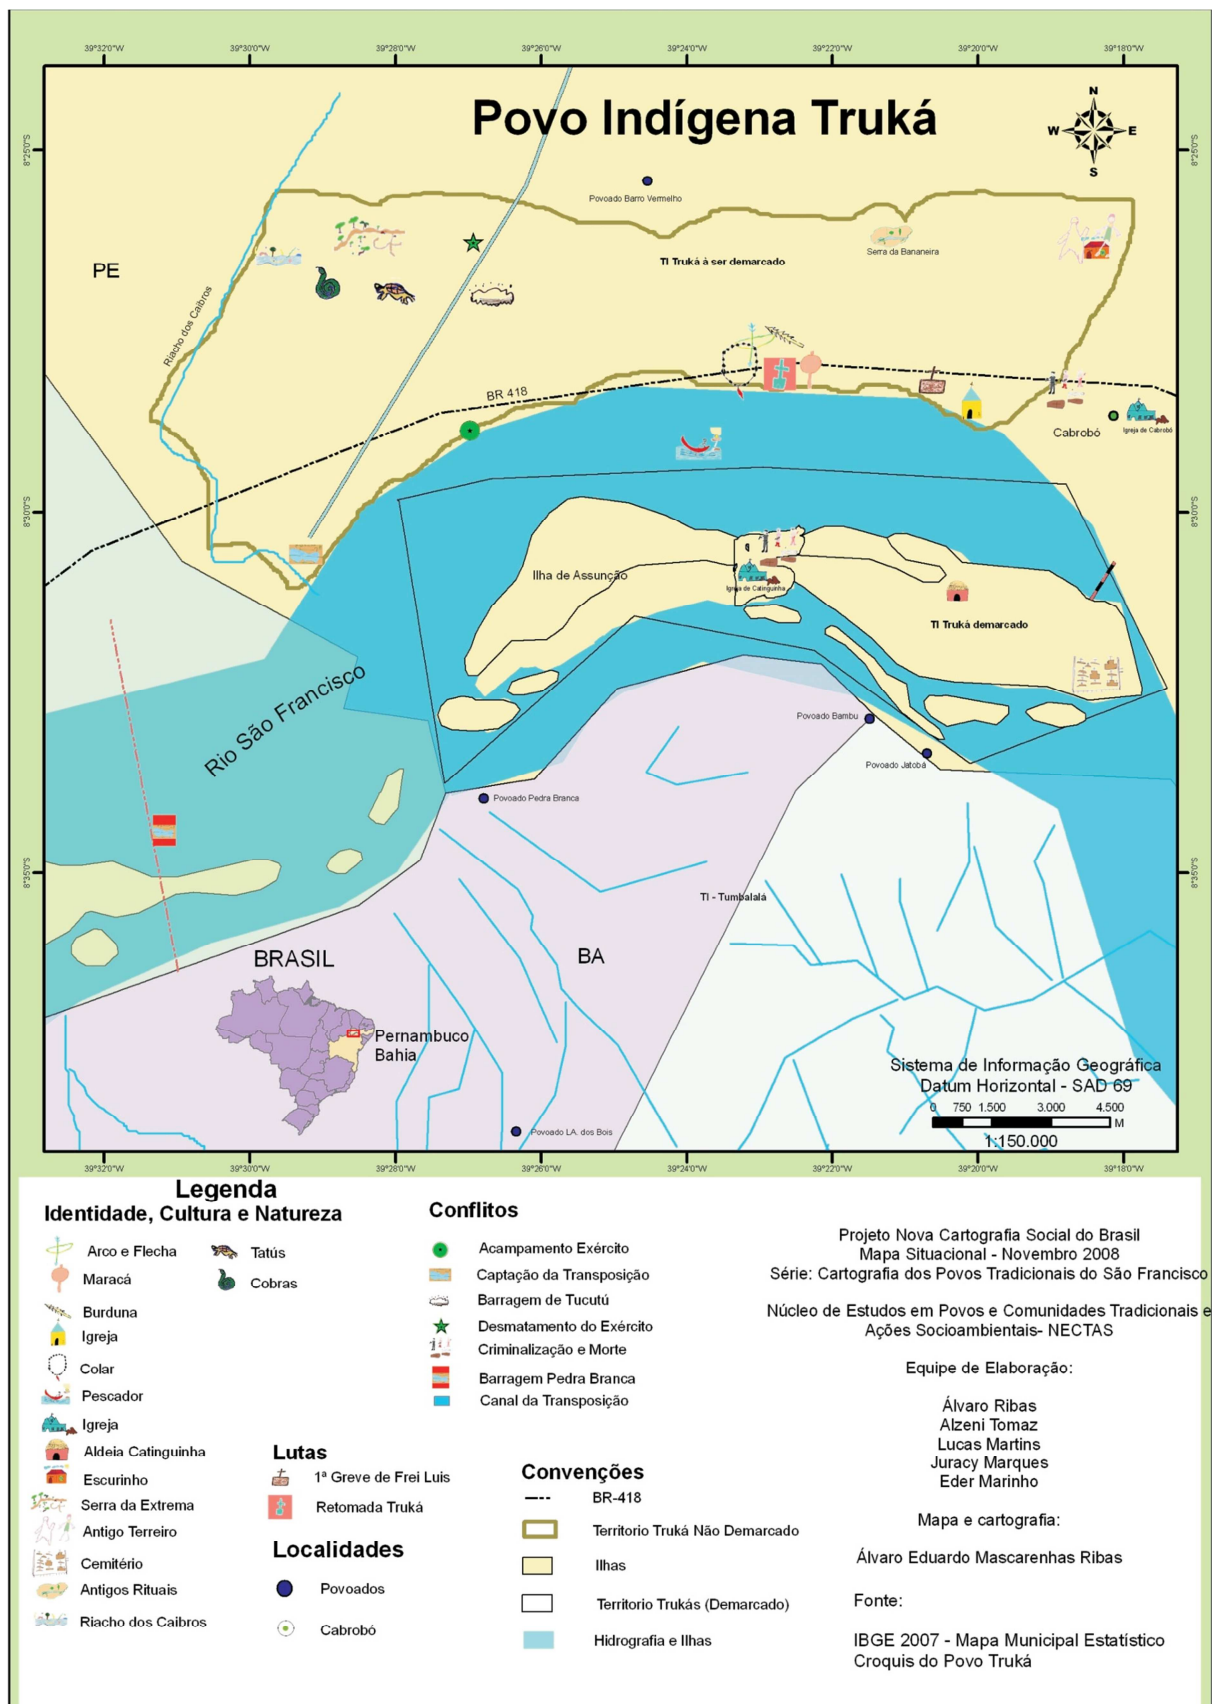 39°32'0"W 39°30'0"W 39°28'0"W 39°26'0"W 39°24'0"W 39°22'0"W 39°20'0"W 39°18'0"W
Povo Indígena Truká
N
W E
S
8°25'0"S 8°25'0"S
Povoado Barro Vermelho
Serra da Bananeira
TI Truká à ser demarcado
PE
Riacho dos Caibros
BR 418
Cabrobó
Igreja de Cabrobó
8°30'0"S 8°30'0"S
Ilha de Assunção
Igreja de Catinguinha
TI Truká demarcado
Rio São Francisco
Povoado Bambu
Povoado Jatobá
Povoado Pedra Branca
8°35'0"S 8°35'0"S
TI - Tumbalalá
BA
BRASIL
Pernambuco
Bahia
Sistema de Informação Geográfica
Datum Horizontal - SAD 69
0 750 1.500 3.000 4.500
M
1:150.000
Povoado LA. dos Bois
39°32'0"W 39°30'0"W 39°28'0"W 39°26'0"W 39°24'0"W 39°22'0"W 39°20'0"W 39°18'0"W
Legenda
Identidade, Cultura e Natureza
Arco e Flecha
Maracá
Burduna
Igreja
Colar
Pescador
Igreja
Aldeia Catinguinha
Escurinho
Serra da Extrema
Antigo Terreiro
Cemitério
Antigos Rituais
Riacho dos Caibros
Tatús
Cobras
Conflitos
Acampamento Exército
Captação da Transposição
Barragem de Tucutú
Desmatamento do Exército
Criminalização e Morte
Barragem Pedra Branca
Canal da Transposição
Lutas
1ª Greve de Frei Luis
Retomada Truká
Localidades
Povoados
Cabrobó
Convenções
BR-418
Territorio Truká Não Demarcado
Ilhas
Territorio Trukás (Demarcado)
Hidrografia e Ilhas
Projeto Nova Cartografia Social do Brasil
Mapa Situacional - Novembro 2008
Série: Cartografia dos Povos Tradicionais do São Francisco
Núcleo de Estudos em Povos e Comunidades Tradicionais e
Ações Socioambientais- NECTAS
Equipe de Elaboração:
Álvaro Ribas
Alzeni Tomaz
Lucas Martins
Juracy Marques
Eder Marinho
Mapa e cartografia:
Álvaro Eduardo Mascarenhas Ribas
Fonte:
IBGE 2007 - Mapa Municipal Estatístico
Croquis do Povo Truká